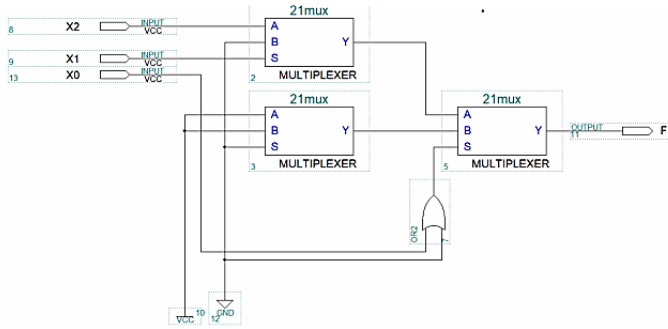 21mux
X2 INPUT VCC A
8
B Y
X1 INPUT VCC S
9
X0 INPUT VCC
13
2 MULTIPLEXER
21mux
A
B Y
S
3 MULTIPLEXER
21mux
A
B Y
S
5 MULTIPLEXER
OUTPUT F
11
OR2
7
VCC 10
GND
12